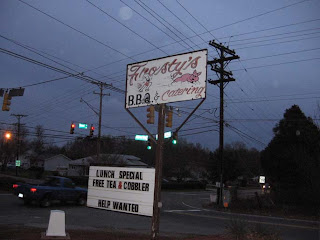 Frosty's
B.B.Q. & Catering
LUNCH SPECIAL
FREE TEA & COBBLER
HELP WANTED